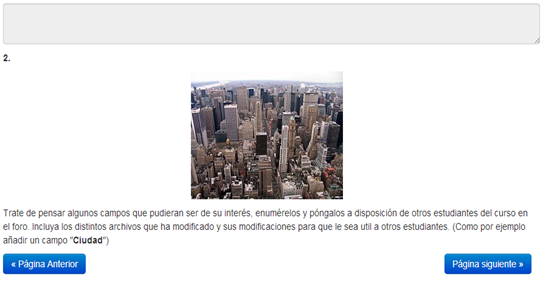 2.
Trate de pensar algunos campos que pudieran ser de su interés, enumérelos y póngalos a disposición de otros estudiantes del curso en
el foro. Incluya los distintos archivos que ha modificado y sus modificaciones para que le sea util a otros estudiantes. (Como por ejemplo
añadir un campo "Ciudad")
« Página Anterior
Página siguiente »